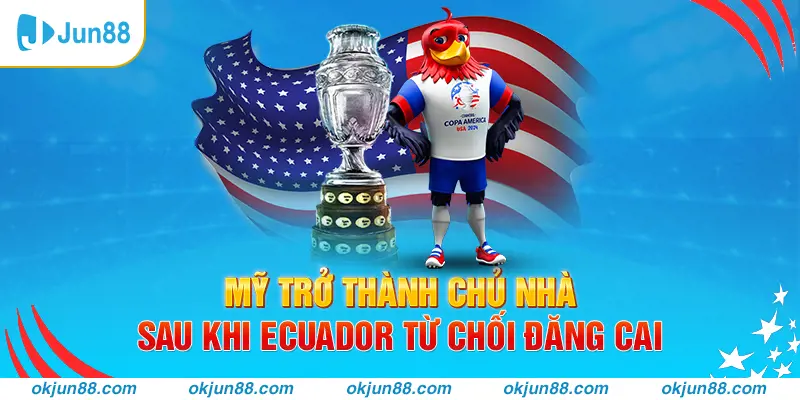 Jun88
CONMEBOL
COPA AMERICA
USA 2024
MỸ TRỞ THÀNH CHỦ NHÀ
SAU KHI ECUADOR TỪ CHỐI ĐĂNG CAI
okjun88.com okjun88.com okjun88.com okjun88.com okjun88.com